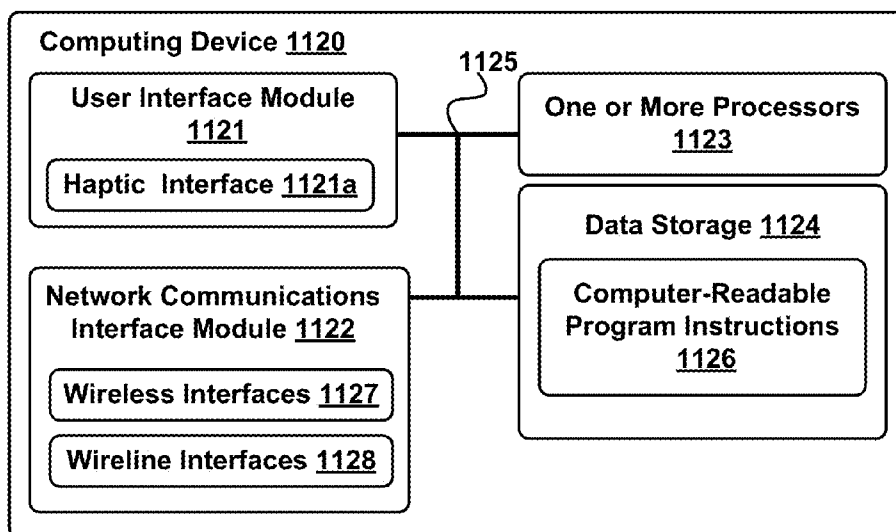 Computing Device 1120
1125
User Interface Module
1121
Haptic Interface 1121a
One or More Processors
1123
Data Storage 1124
Computer-Readable
Program Instructions
1126
Network Communications
Interface Module 1122
Wireless Interfaces 1127
Wireline Interfaces 1128